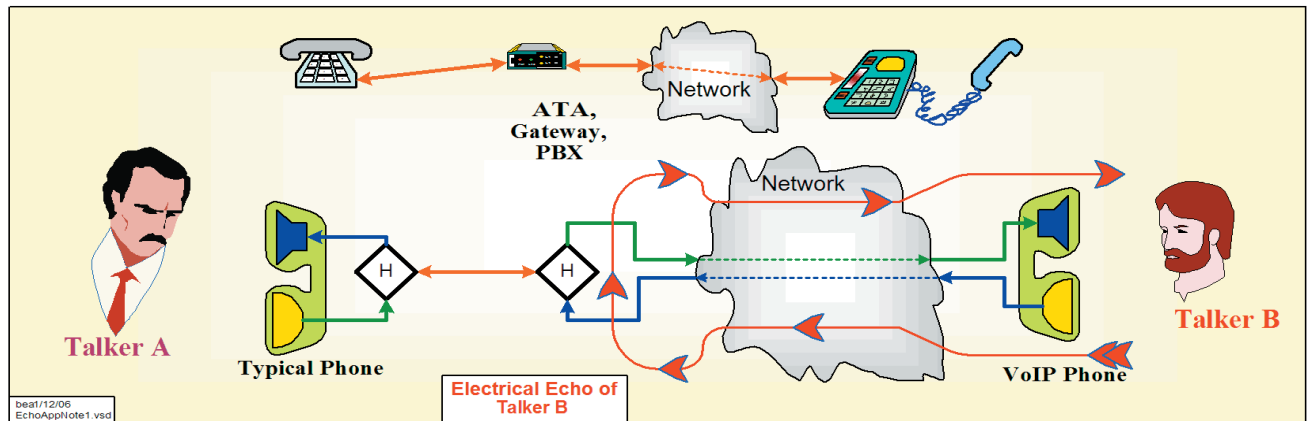 Network
ATA,
Gateway,
PBX
Network
H
H
Talker A
Typical Phone
Talker B
VoIP Phone
Electrical Echo of
Talker B
bea1/12/06
EchoAppNote1.vsd